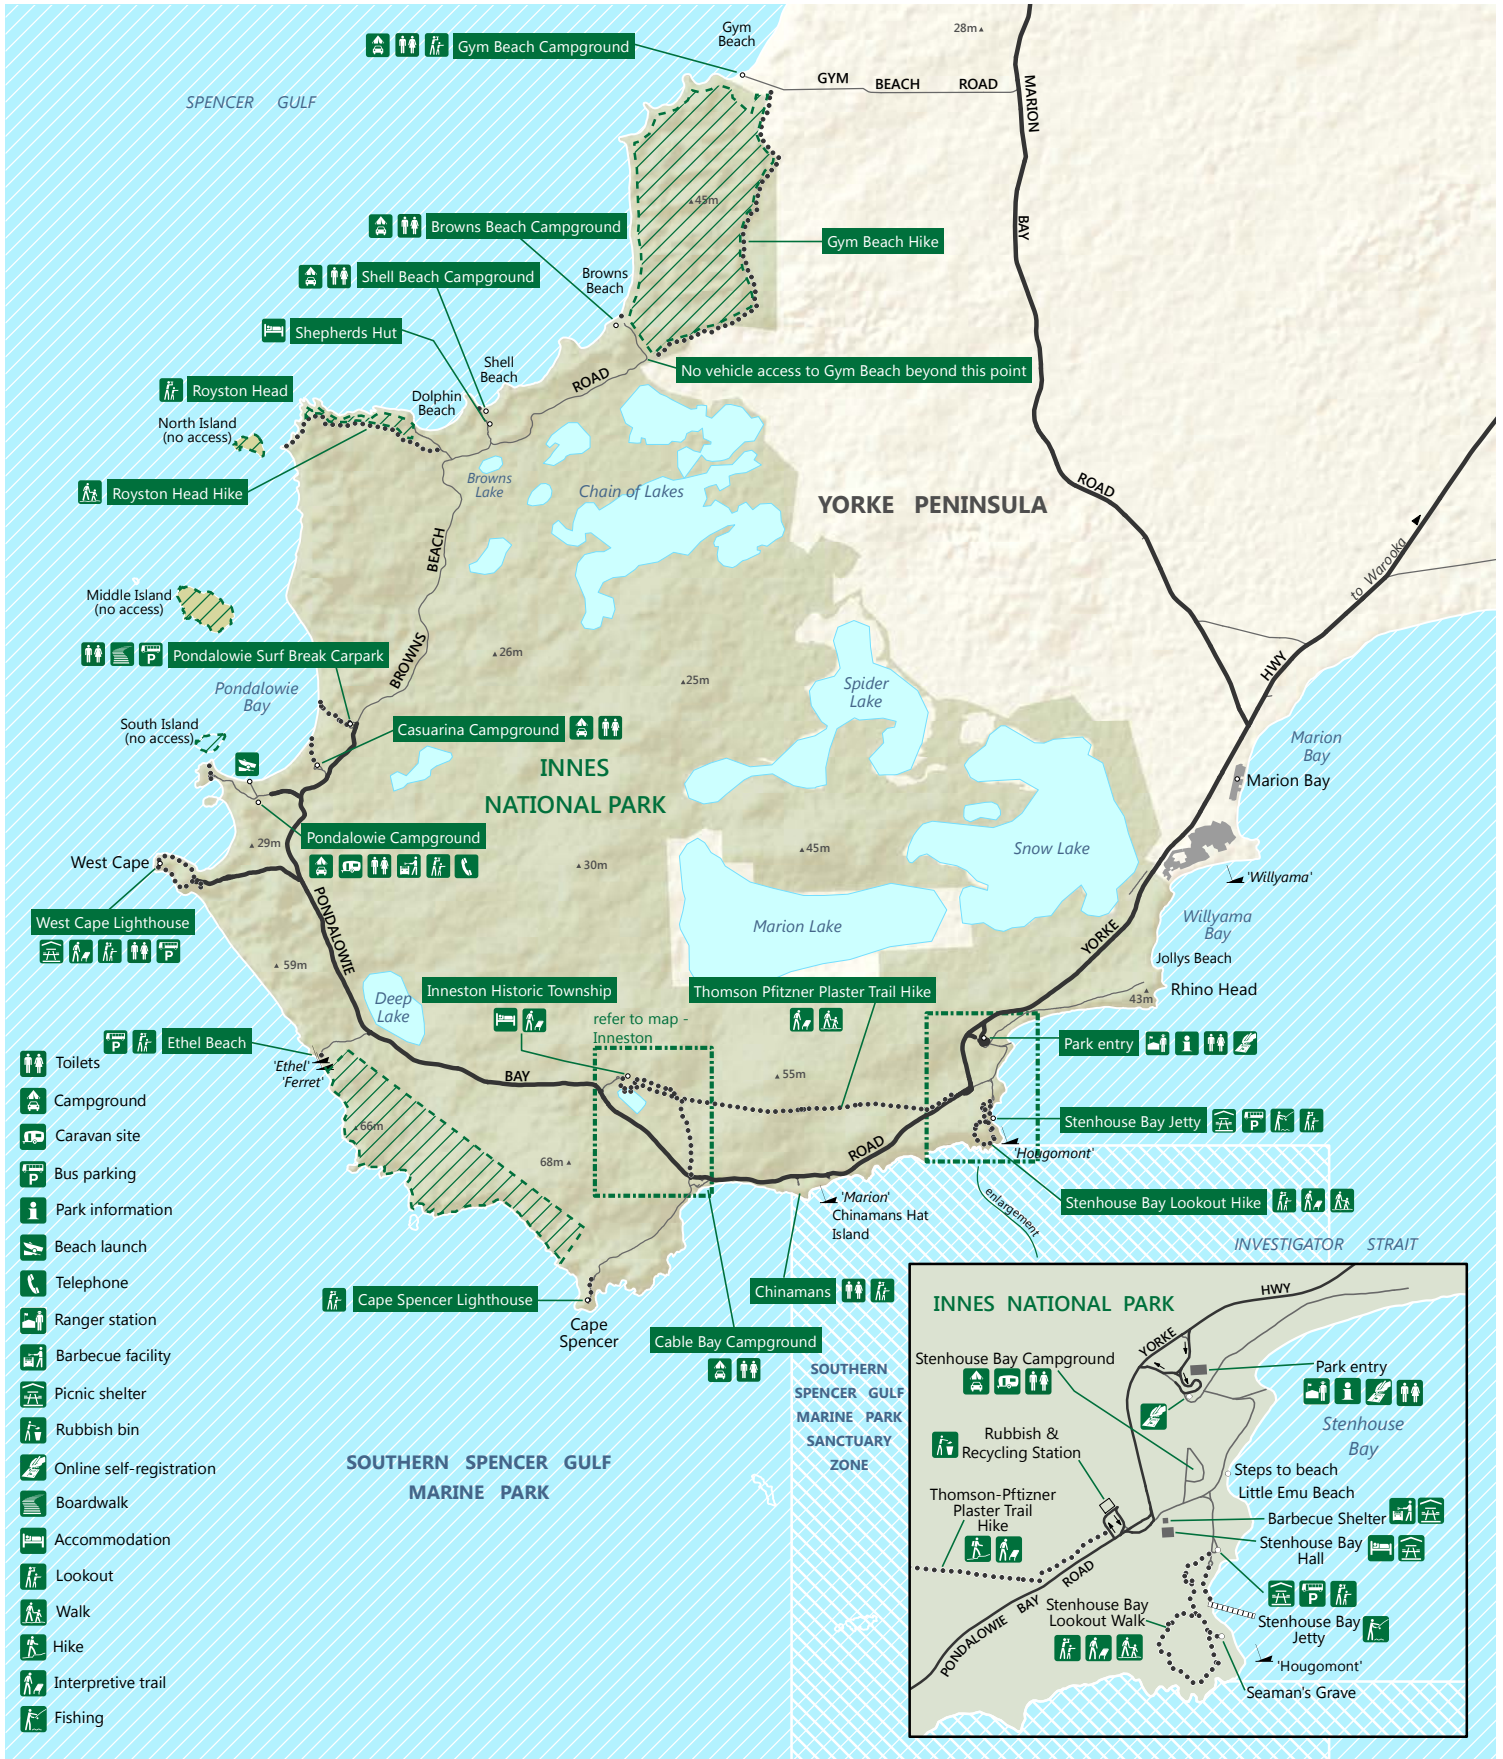 Gym
Beach
28m
Gym Beach Campground
GYM BEACH ROAD
SPENCER GULF
MARION
BAY
ROAD
45m
Browns Beach Campground
Gym Beach Hike
Browns
Beach
Shell Beach Campground
Shepherds Hut
Shell
Beach
ROAD
No vehicle access to Gym Beach beyond this point
Royston Head
Dolphin
Beach
North Island
(no access)
Browns
Lake
Chain of Lakes
Royston Head Hike
YORKE PENINSULA
BEACH
to Warooka
Middle Island
(no access)
BROWNS
26m
Pondalowie Surf Break Carpark
HWY
25m
Spider
Lake
Pondalowie
Bay
South Island
(no access)
Casuarina Campground
Marion
Bay
INNES
NATIONAL PARK
Marion Bay
Pondalowie Campground
29m
45m
Snow Lake
West Cape
30m
'Willyama'
PONDALOWIE
West Cape Lighthouse
Marion Lake
Willyama
Bay
YORKE
Jollys Beach
59m
Rhino Head
43m
Deep
Lake
Inneston Historic Township
Thomson Pfitzner Plaster Trail Hike
refer to map -
Inneston
Ethel Beach
Park entry
'Ethel'
'Ferret'
BAY
55m
66m
Stenhouse Bay Jetty
ROAD
68m
'Hougomont'
enlargement
'Marion'
Chinamans Hat
Island
Stenhouse Bay Lookout Hike
INVESTIGATOR STRAIT
Cape Spencer Lighthouse
Chinamans
Cape
Spencer
Cable Bay Campground
SOUTHERN
SPENCER GULF
MARINE PARK
SANCTUARY
ZONE
SOUTHERN SPENCER GULF
MARINE PARK
Toilets
Campground
Caravan site
P
Bus parking
Park information
Beach launch
Telephone
Ranger station
Barbecue facility
Picnic shelter
Rubbish bin
Online self-registration
Boardwalk
Accommodation
Lookout
Walk
Hike
Interpretive trail
Fishing
INNES NATIONAL PARK
HWY
YORKE
Stenhouse Bay Campground
Park entry
Stenhouse
Bay
Rubbish &
Recycling Station
Steps to beach
Little Emu Beach
Thomson-Pftizner
Plaster Trail
Hike
Barbecue Shelter
Stenhouse Bay
Hall
PONDALOWIE BAY ROAD
Stenhouse Bay
Lookout Walk
P
Stenhouse Bay
Jetty
'Hougomont'
Seaman's Grave